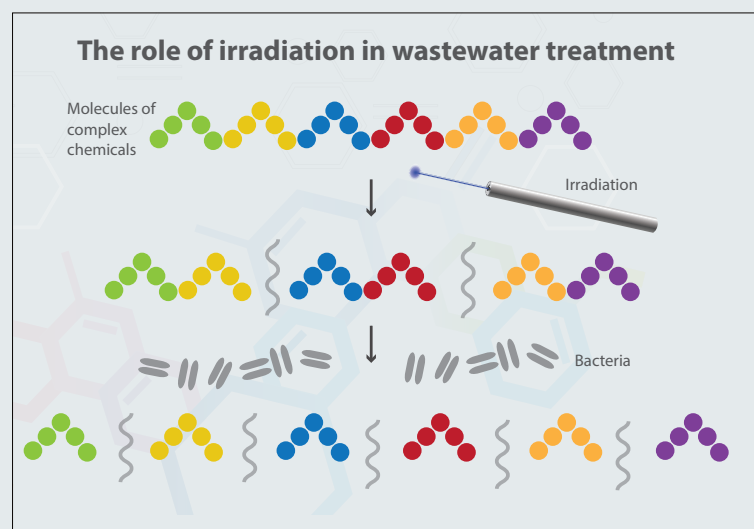 The role of irradiation in wastewater treatment
Molecules of
complex
chemicals
Irradiation
Bacteria